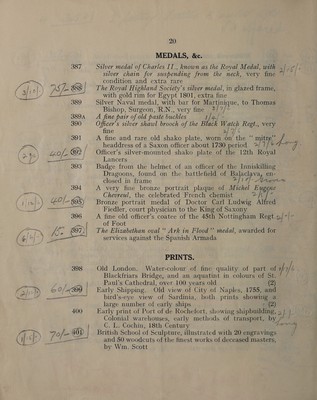 20
MEDALS, &c.
387 Silver medal of Charles II., known as the Royal Medal, with
silver chain for suspending from the neck, very fine
condition and extra rare
75/- 388 The Royal Highland Society's silver medal, in glazed frame,
with gold rim for Egypt 1801, extra fine
389 Silver Naval medal, with bar for Martinique, to Thomas
Bishop, Surgeon, R.N., very fine
389A A fine pair of old paste buckles
390 Officer's silver shawl brooch of the Black Watch Regt., very
fine
391 A fine and rare old shako plate, worn on the " mitre"
headdress of a Saxon officer about 1730 period
40/- 392 Officer's silver-mounted shako plate of the 12th Royal
Lancers
393 Badge from the helmet of an officer of the Inniskilling
Dragoons, found on the battlefield of Balaclava, en-
closed in frame
394 A very fine bronze portrait plaque of Michel Eugene
Chevreul, the celebrated French chemist
40/- 395 Bronze portrait medal of Doctor Carl Ludwig Alfred
Fiedler, court physician to the King of Saxony
396 A fine old officer's coatee of the 45th Nottingham Regt.
of Foot
397 The Elizabethan oval " Ark in Flood " medal, awarded for
services against the Spanish Armada
PRINTS.
398 Old London. Water-colour of fine quality of part of
Blackfriars Bridge, and an aquatint in colours of St.
Paul's Cathedral, over 100 years old (2)
60/- 399 Early Shipping. Old view of City of Naples, 1755, and
bird's-eye view of Sardinia, both prints showing a
large number of early ships (2)
400 Early print of Port de Rochefort, showing shipbuilding,
Colonial warehouses, early methods of transport, by
C. L. Cochin, 18th Century
70/- 401 British School of Sculpture, illustrated with 20 engravings
and 50 woodcuts of the finest works of deceased masters,
by Wm. Scott